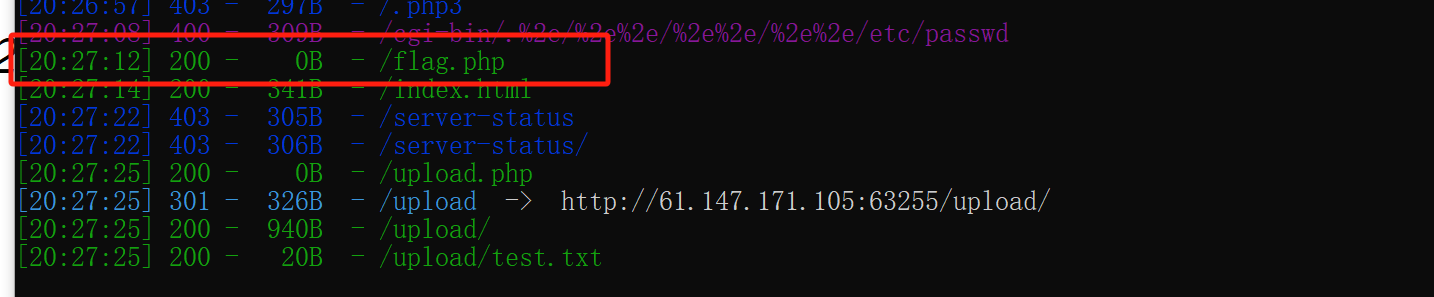 [20:26:57] 403 - 297B - /.php3
[20:27:08] 400 - 309B - /cgi-bin/.%2e/%2e%2e/%2e%2e/%2e%2e/etc/passwd
[20:27:12] 200 - 0B - /flag.php
[20:27:14] 200 - 341B - /index.html
[20:27:22] 403 - 305B - /server-status
[20:27:22] 403 - 306B - /server-status/
[20:27:25] 200 - 0B - /upload.php
[20:27:25] 301 - 326B - /upload -> http://61.147.171.105:63255/upload/
[20:27:25] 200 - 940B - /upload/
[20:27:25] 200 - 20B - /upload/test.txt